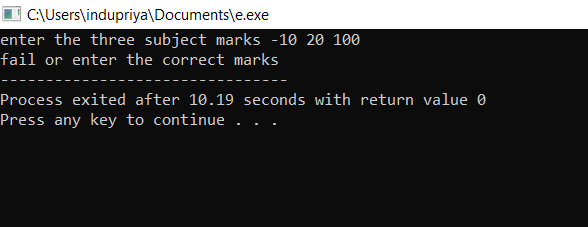 C:\Users\indupriya\Documents\e.exe
enter the three subject marks -10 20 100
fail or enter the correct marks
--------------------------------
Process exited after 10.19 seconds with return value 0
Press any key to continue . . .